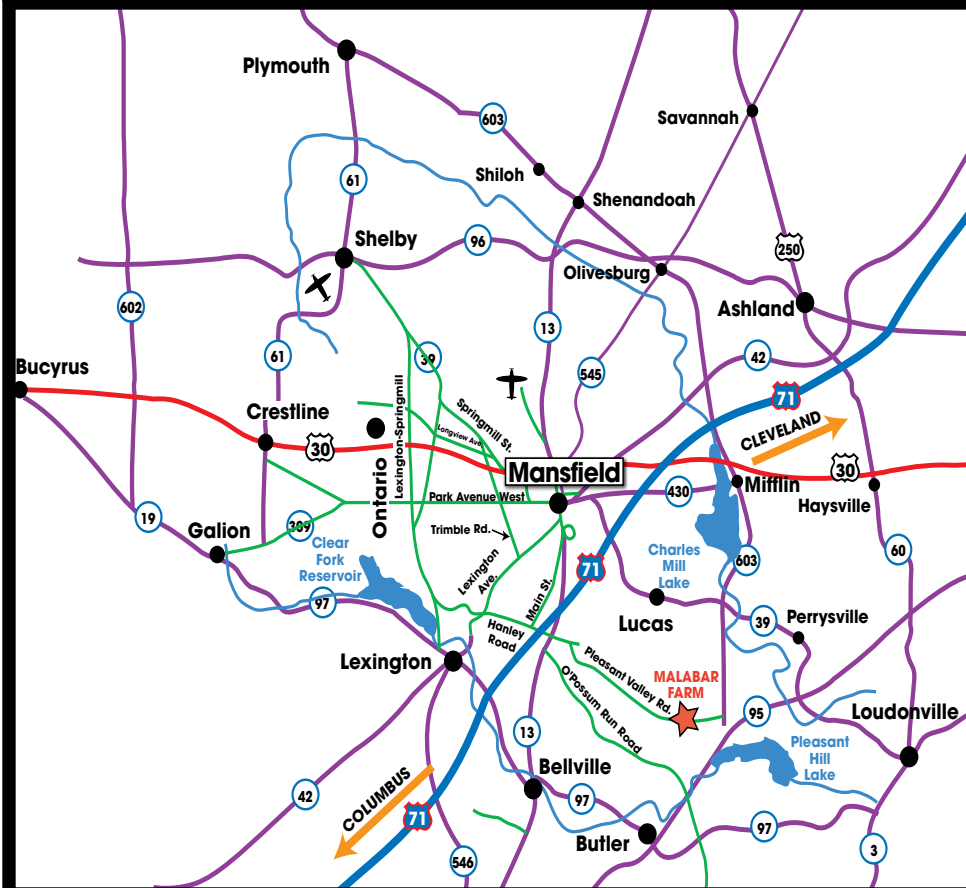 Plymouth
603
Savannah
Shiloh
61
Shenandoah
Shelby
96
250
Olivesburg
602
Ashland
13
39
61
42
545
Bucyrus
71
Lexington-Springmill
Springmill St.
Crestline
Longview Ave.
CLEVELAND
30
Mansfield
30
Ontario
430
Mifflin
Haysville
Park Avenue West
19
309
Trimble Rd.
Galion
Clear
Fork
Reservoir
Lexington
Ave.
71
Charles
Mill
Lake
603
60
97
Main St.
Lucas
39
Perrysville
Hanley
Road
Lexington
Pleasant Valley Rd.
MALABAR
FARM
O'Possum Run Road
95
Loudonville
13
Pleasant
Hill
Lake
Bellville
42
COLUMBUS
97
71
Butler
97
546
3